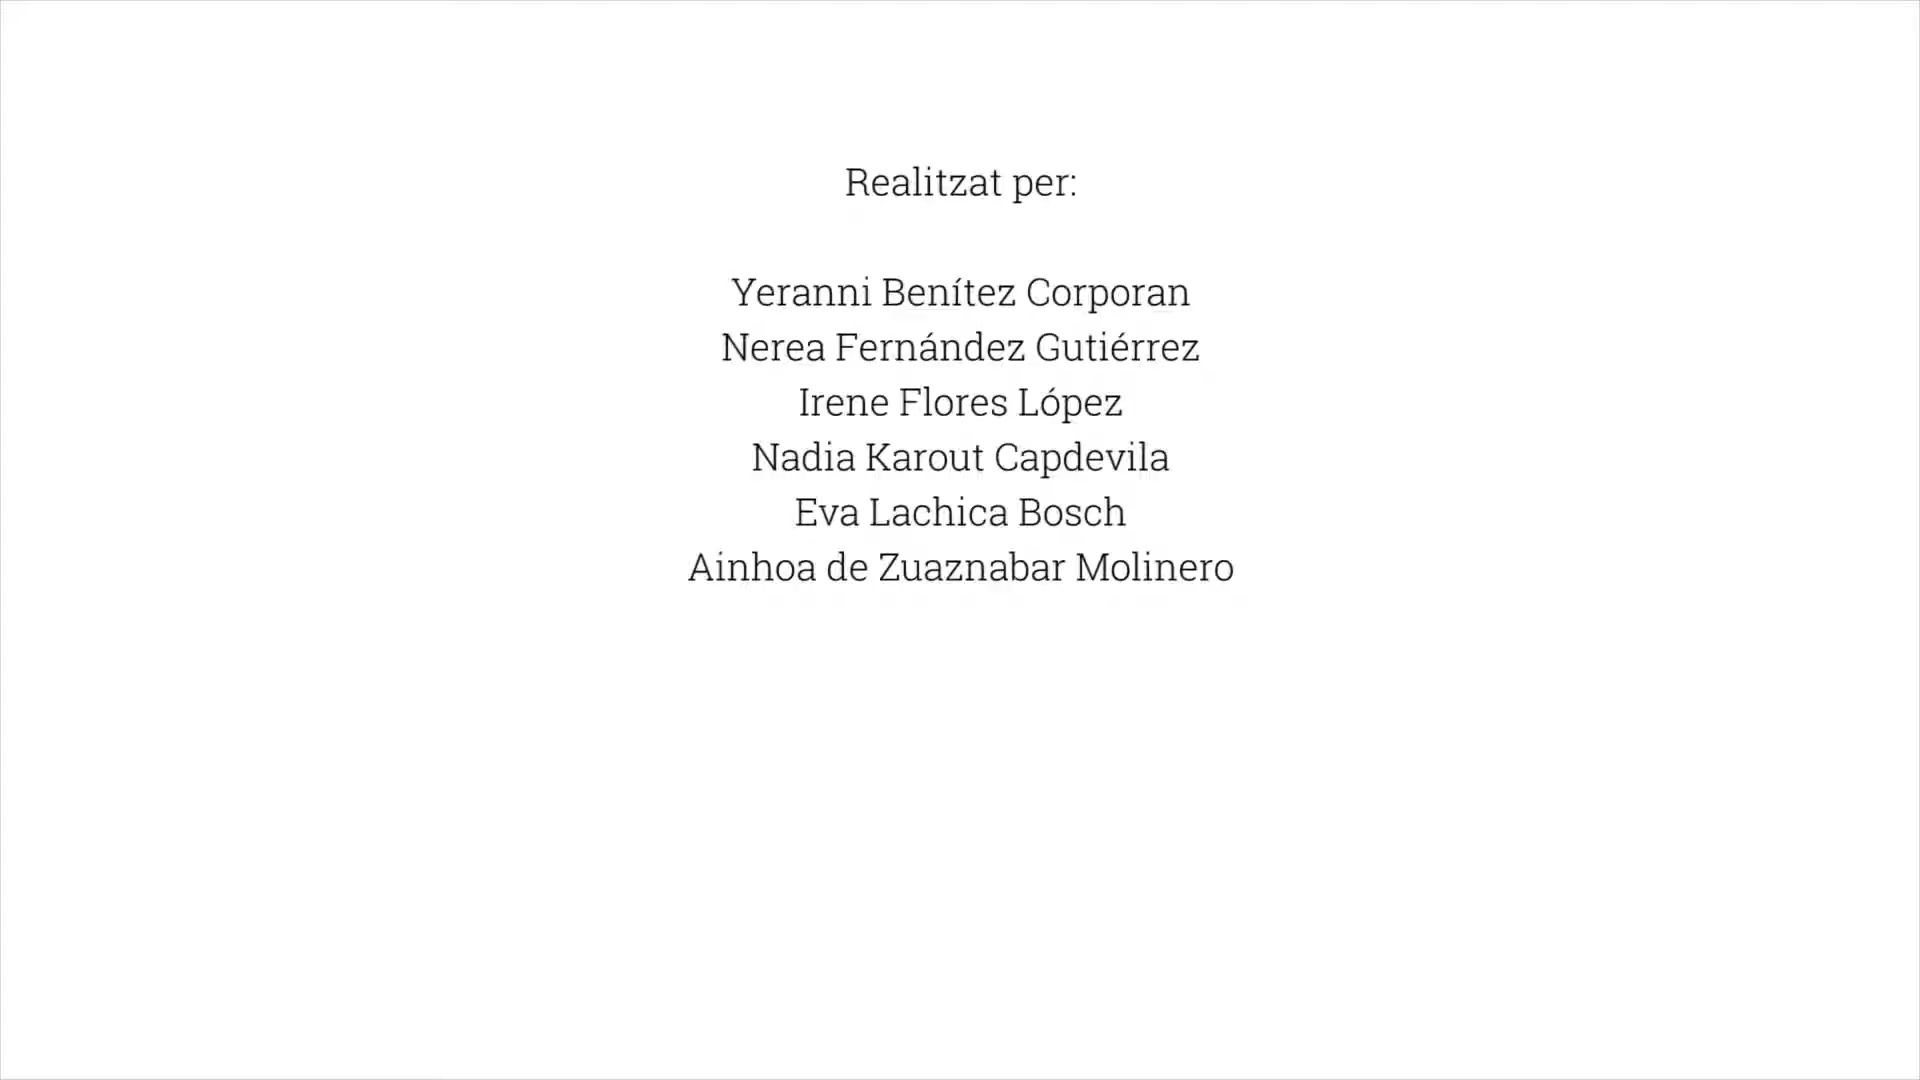 Realitzat per:
Yeranni Benítez Corporan
Nerea Fernández Gutiérrez
Irene Flores López
Nadia Karout Capdevila
Eva Lachica Bosch
Ainhoa de Zuaznabar Molinero